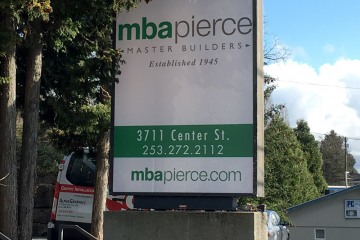 mbapierce
MASTER BUILDERS
Established 1945
3711 Center St.
253.272.2112
mbapierce.com